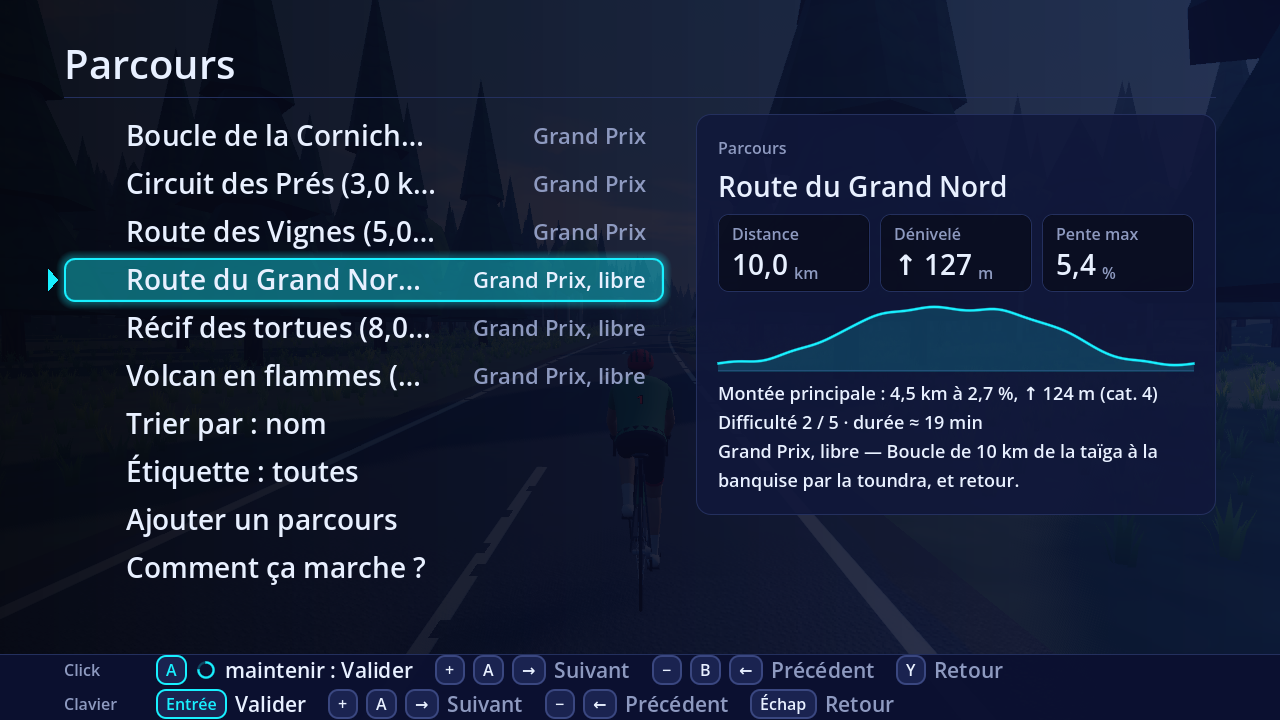 Parcours
Boucle de la Cornich... Grand Prix
Circuit des Prés (3,0 k... Grand Prix
Route des Vignes (5,0... Grand Prix
Route du Grand Nor... Grand Prix, libre
Récif des tortues (8,0... Grand Prix, libre
Volcan en flammes (... Grand Prix, libre
Trier par : nom
Étiquette : toutes
Ajouter un parcours
Comment ça marche ?
Parcours
Route du Grand Nord
Distance Dénivelé Pente max
10,0 km ↑ 127 m 5,4 %
Montée principale : 4,5 km à 2,7 %, ↑ 124 m (cat. 4)
Difficulté 2 / 5 · durée ≈ 19 min
Grand Prix, libre — Boucle de 10 km de la taïga à la
banquise par la toundra, et retour.
Click A maintenir : Valider + A → Suivant − B ← Précédent Y Retour
Clavier Entrée Valider + A → Suivant − ← Précédent Échap Retour